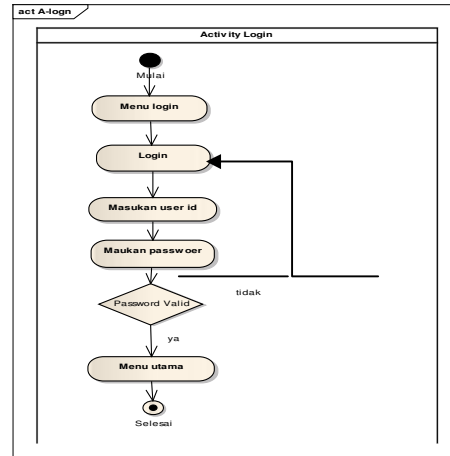 act A-logn
Activity Login
Mulai
Menu login
Login
Masukan user id
Maukan passwoer
tidak
Password Valid
ya
Menu utama
Selesai